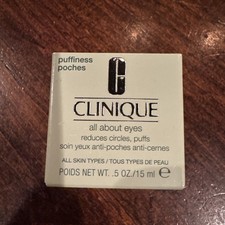 puffiness
poches
CLINIQUE
all about eyes
reduces circles, puffs
soin yeux anti-poches anti-cernes
ALL SKIN TYPES / TOUS TYPES DE PEAU
POIDS NET WT. .5 OZ./15 ml ℮